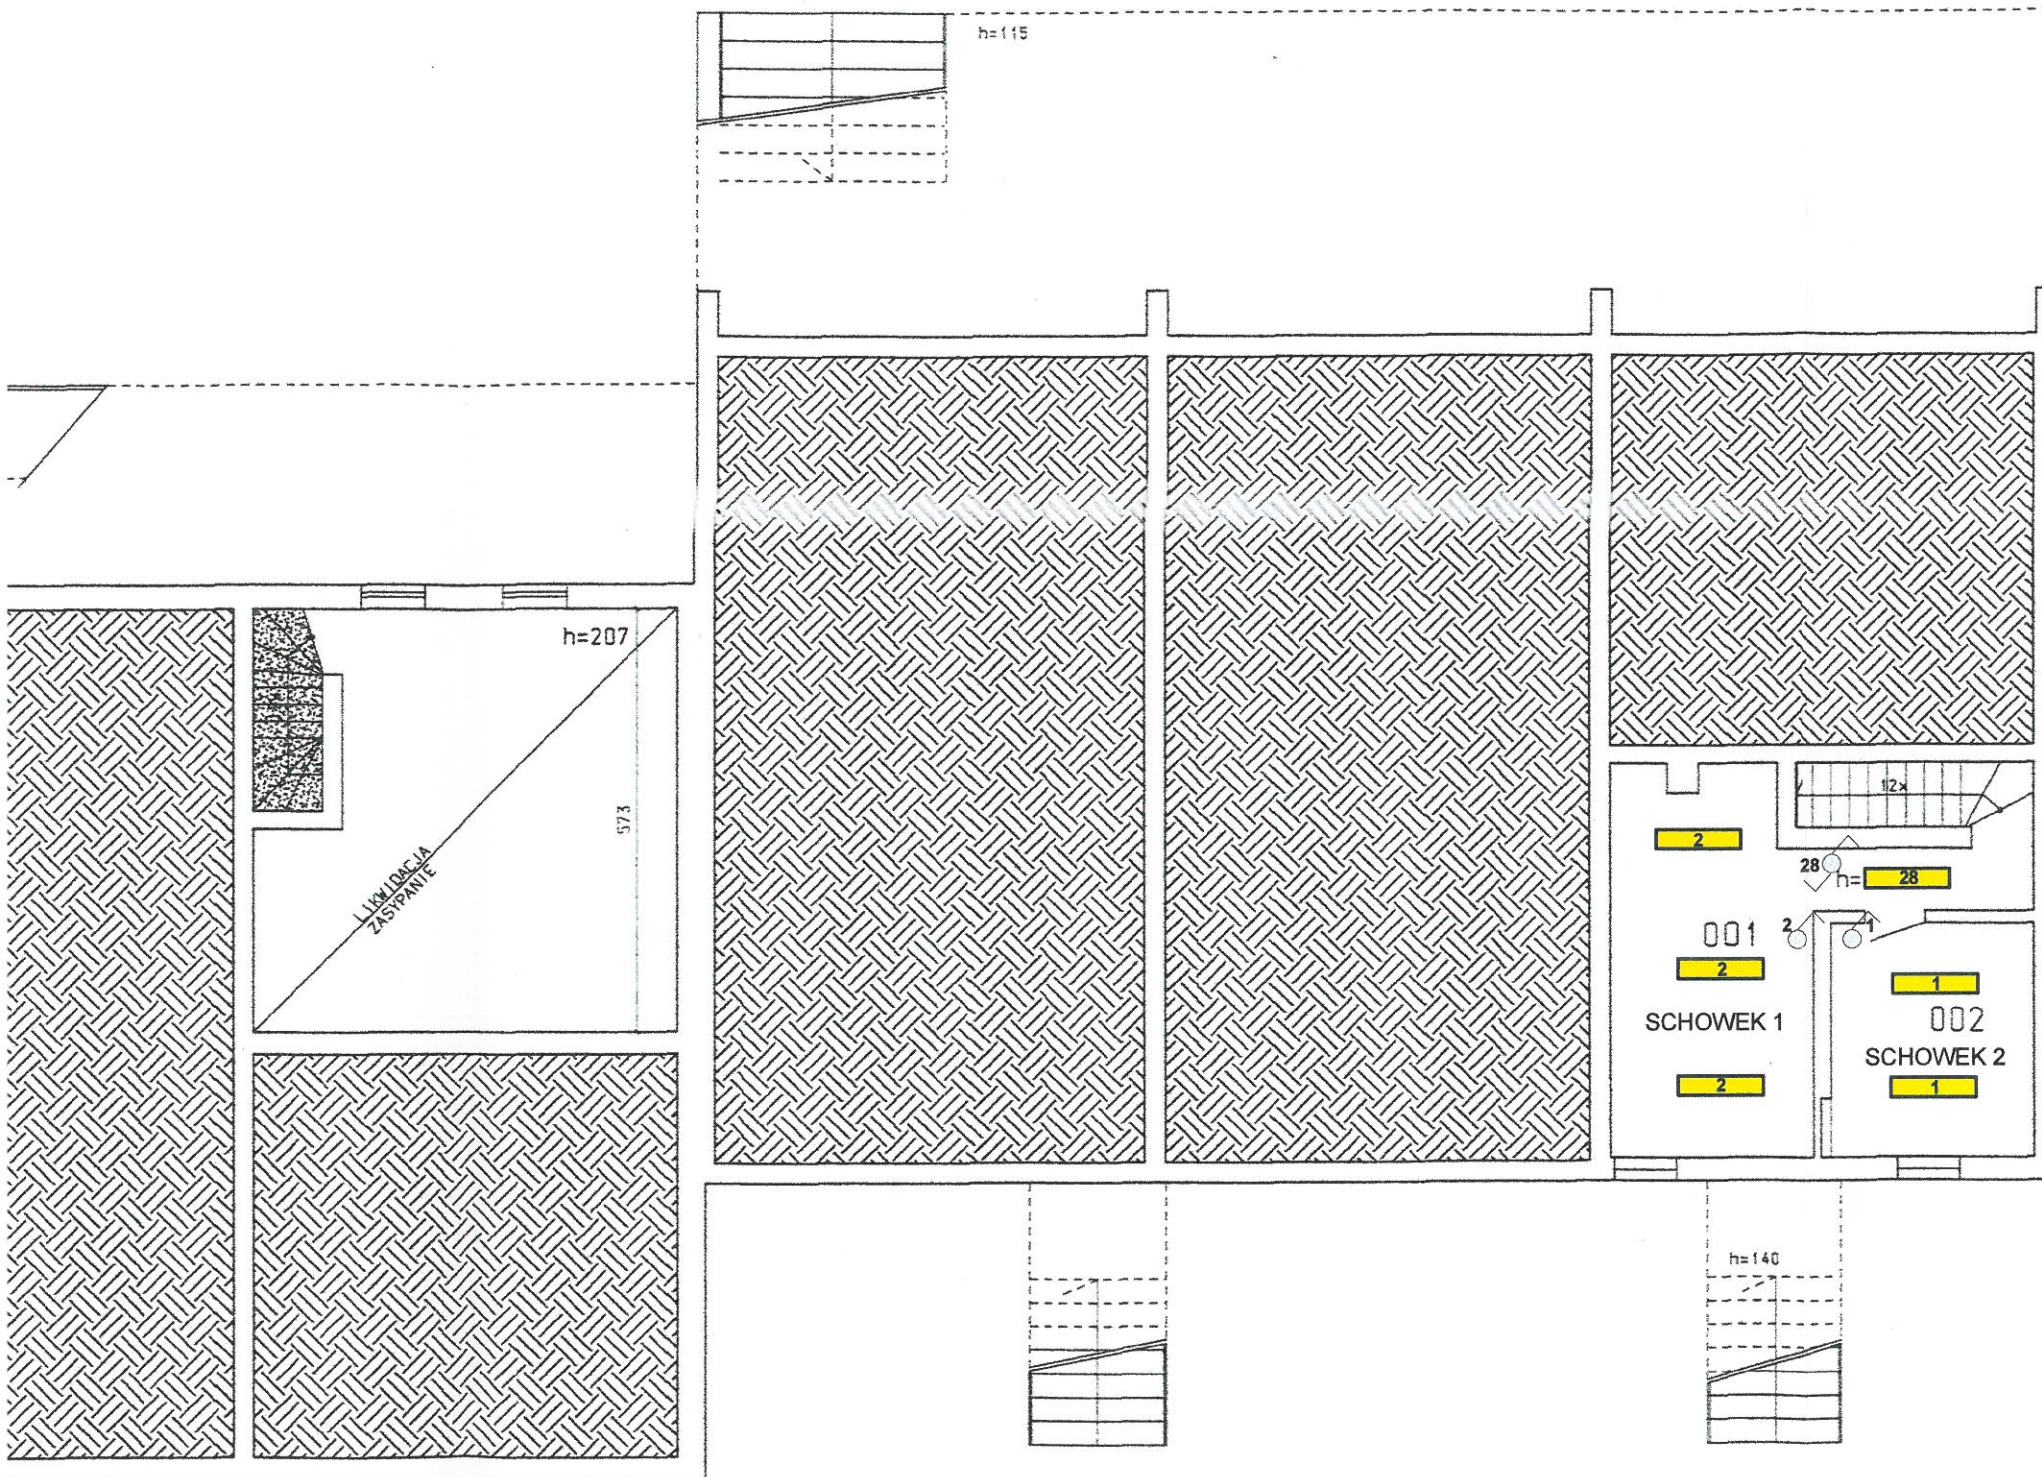 h=115
h=207
573
LIKWIDACJA
ZASYPANIE
12x
2
28
h=
28
2
1
001
2
1
002
SCHOWEK 1
SCHOWEK 2
2
1
h=140